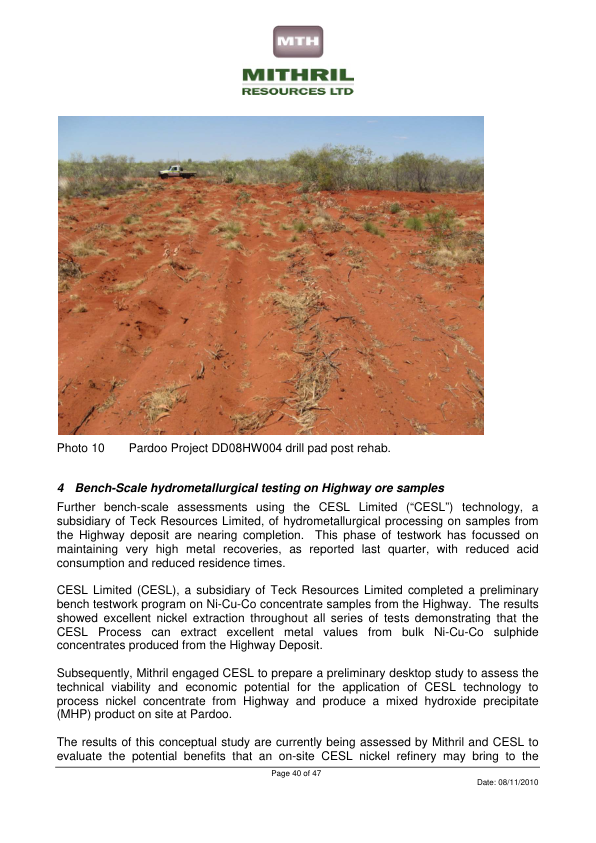 MTH
MITHRIL
RESOURCES LTD
Photo 10 Pardoo Project DD08HW004 drill pad post rehab.
4 Bench-Scale hydrometallurgical testing on Highway ore samples
Further bench-scale assessments using the CESL Limited (“CESL”) technology, a
subsidiary of Teck Resources Limited, of hydrometallurgical processing on samples from
the Highway deposit are nearing completion. This phase of testwork has focussed on
maintaining very high metal recoveries, as reported last quarter, with reduced acid
consumption and reduced residence times.
CESL Limited (CESL), a subsidiary of Teck Resources Limited completed a preliminary
bench testwork program on Ni-Cu-Co concentrate samples from the Highway. The results
showed excellent nickel extraction throughout all series of tests demonstrating that the
CESL Process can extract excellent metal values from bulk Ni-Cu-Co sulphide
concentrates produced from the Highway Deposit.
Subsequently, Mithril engaged CESL to prepare a preliminary desktop study to assess the
technical viability and economic potential for the application of CESL technology to
process nickel concentrate from Highway and produce a mixed hydroxide precipitate
(MHP) product on site at Pardoo.
The results of this conceptual study are currently being assessed by Mithril and CESL to
evaluate the potential benefits that an on-site CESL nickel refinery may bring to the
Page 40 of 47
Date: 08/11/2010